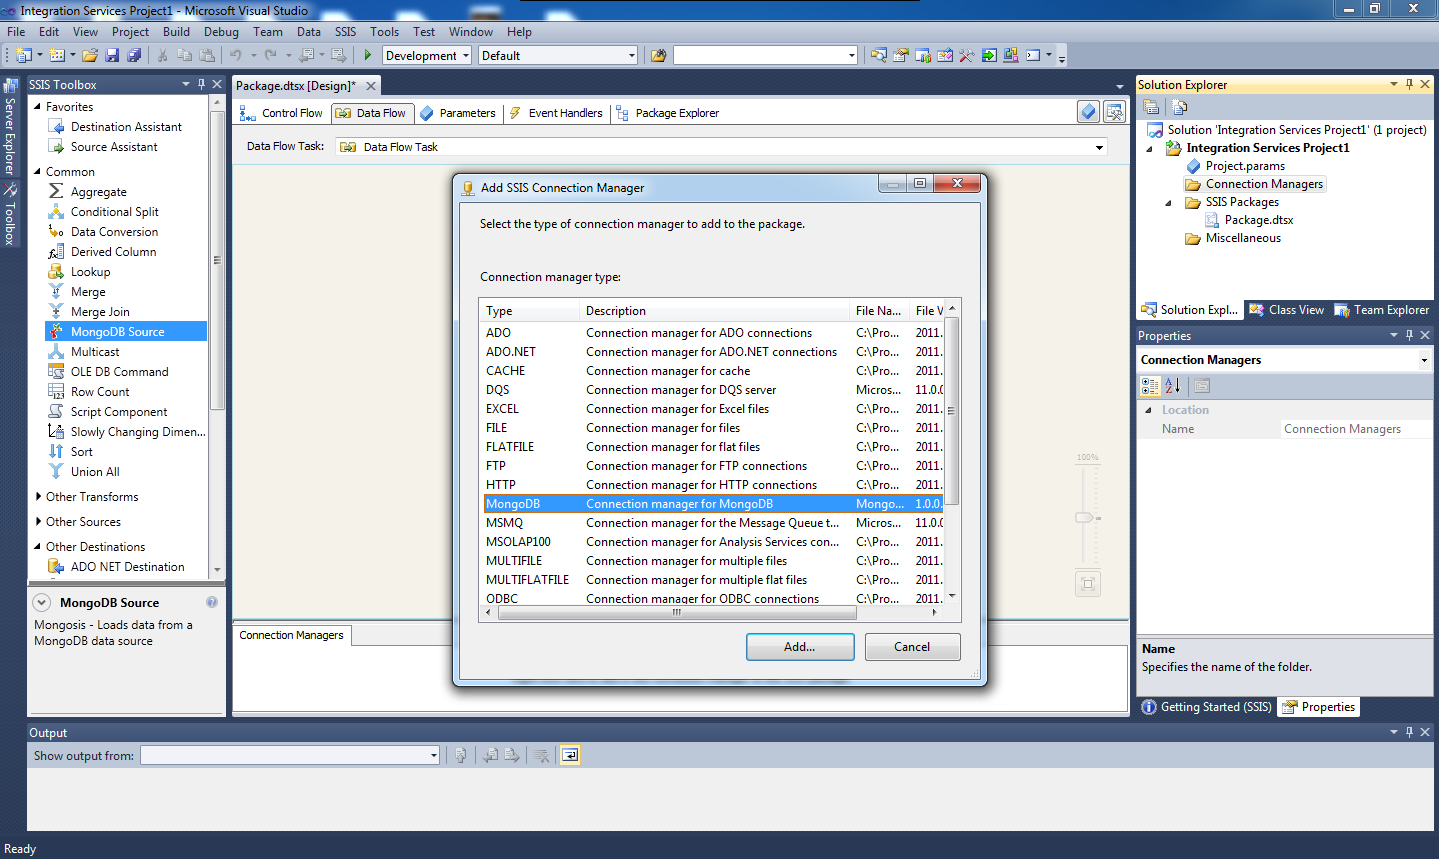 Integration Services Project1 - Microsoft Visual Studio
File Edit View Project Build Debug Team Data SSIS Tools Test Window Help
Development Default
Server Explorer
Toolbox
SSIS Toolbox
Favorites
Destination Assistant
Source Assistant
Common
Aggregate
Conditional Split
Data Conversion
Derived Column
Lookup
Merge
Merge Join
MongoDB Source
Multicast
OLE DB Command
Row Count
Script Component
Slowly Changing Dimen...
Sort
Union All
Other Transforms
Other Sources
Other Destinations
ADO NET Destination
MongoDB Source
Mongosis - Loads data from a
MongoDB data source
Package.dtsx [Design]*
Control Flow Data Flow Parameters Event Handlers Package Explorer
Data Flow Task: Data Flow Task
Add SSIS Connection Manager
Select the type of connection manager to add to the package.
Connection manager type:
Type Description File Na... File V
ADO Connection manager for ADO connections C:\Pro... 2011.
ADO.NET Connection manager for ADO.NET connections C:\Pro... 2011.
CACHE Connection manager for cache C:\Pro... 2011.
DQS Connection manager for DQS server Micros... 11.0.0
EXCEL Connection manager for Excel files C:\Pro... 2011.
FILE Connection manager for files C:\Pro... 2011.
FLATFILE Connection manager for flat files C:\Pro... 2011.
FTP Connection manager for FTP connections C:\Pro... 2011.
HTTP Connection manager for HTTP connections C:\Pro... 2011.
MongoDB Connection manager for MongoDB Mongo... 1.0.0.
MSMQ Connection manager for the Message Queue t... Micros... 11.0.0
MSOLAP100 Connection manager for Analysis Services con... C:\Pro... 2011.
MULTIFILE Connection manager for multiple files C:\Pro... 2011.
MULTIFLATFILE Connection manager for multiple flat files C:\Pro... 2011.
ODBC Connection manager for ODBC connections C:\Pro... 2011.
Add... Cancel
100%
Connection Managers
Solution Explorer
Solution 'Integration Services Project1' (1 project)
Integration Services Project1
Project.params
Connection Managers
SSIS Packages
Package.dtsx
Miscellaneous
Solution Expl... Class View Team Explorer
Properties
Connection Managers
Location
Name Connection Managers
Name
Specifies the name of the folder.
Getting Started (SSIS) Properties
Output
Show output from:
Ready